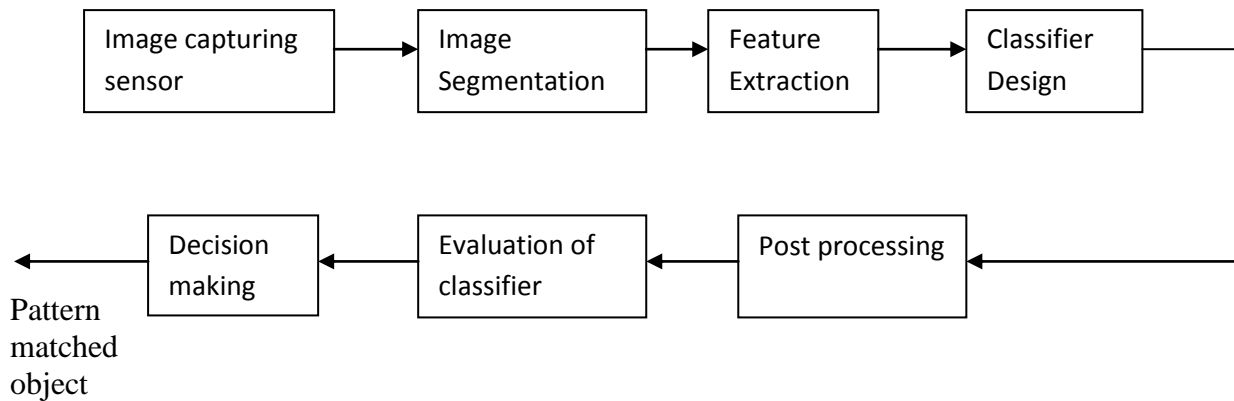 Image capturing
sensor
Image
Segmentation
Feature
Extraction
Classifier
Design
Post processing
Evaluation of
classifier
Decision
making
Pattern
matched
object